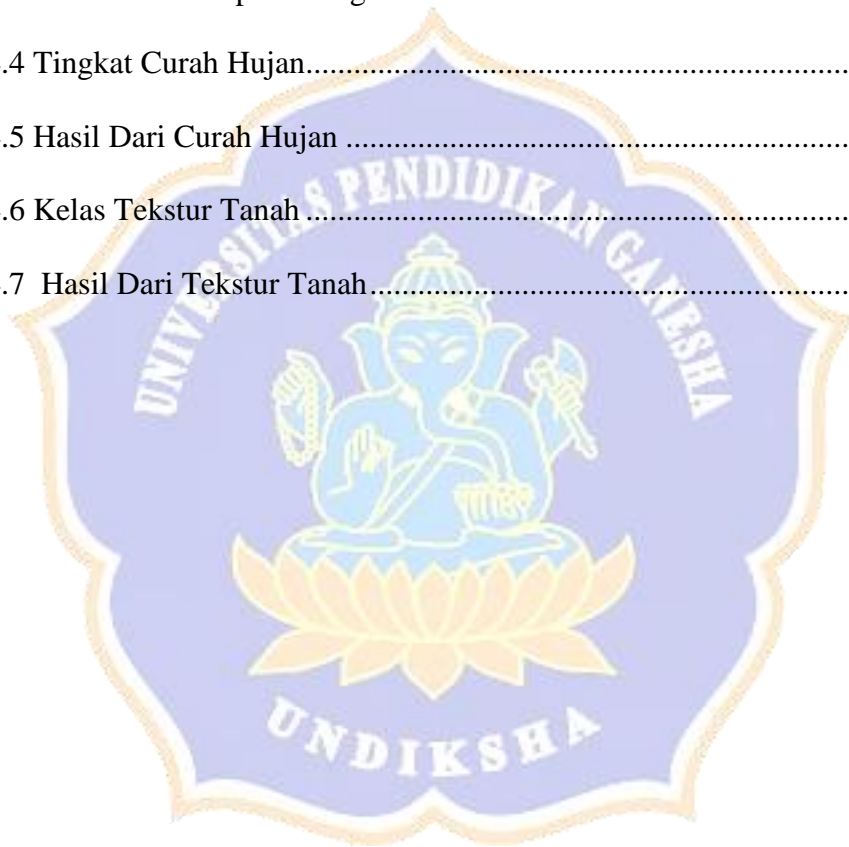 .4 Tingkat Curah Hujan..........................................................
.5 Hasil Dari Curah Hujan .....................................................
.6 Kelas Tekstur Tanah..........................................................
.7 Hasil Dari Tekstur Tanah..................................................
UNIVERSITAS PENDIDIKAN GANESHA
UNDIKSHA